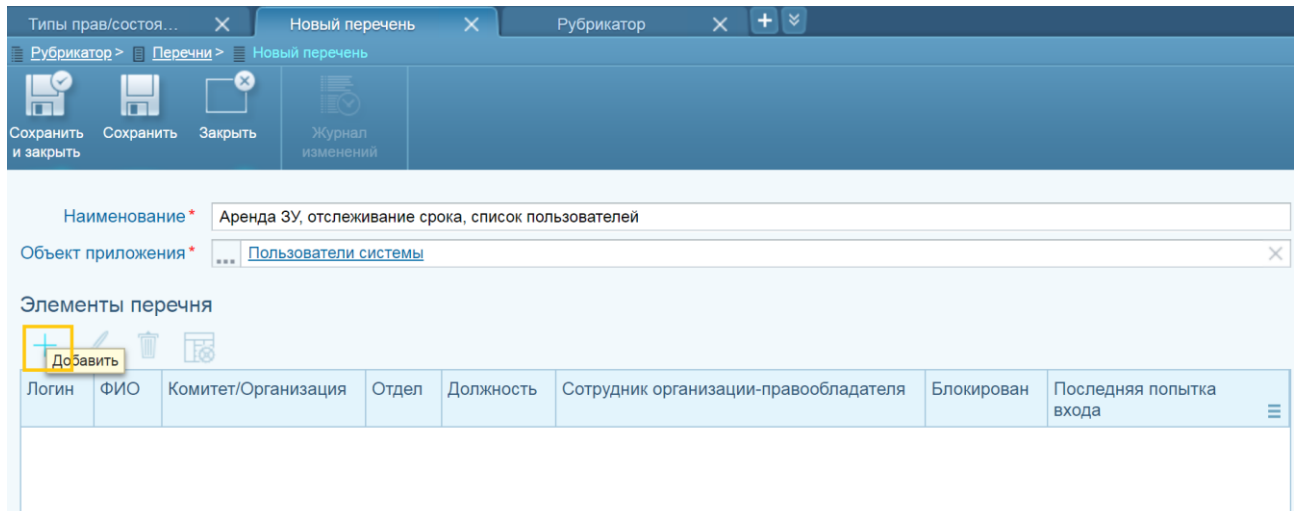 Типы прав/состоя...
Новый перечень
Рубрикатор
Рубрикатор > Перечни > Новый перечень
Сохранить и закрыть
Сохранить
Закрыть
Журнал изменений
Наименование * Аренда ЗУ, отслеживание срока, список пользователей
Объект приложения * ... Пользователи системы
Элементы перечня
Добавить
Логин
ФИО
Комитет/Организация
Отдел
Должность
Сотрудник организации-правообладателя
Блокирован
Последняя попытка входа